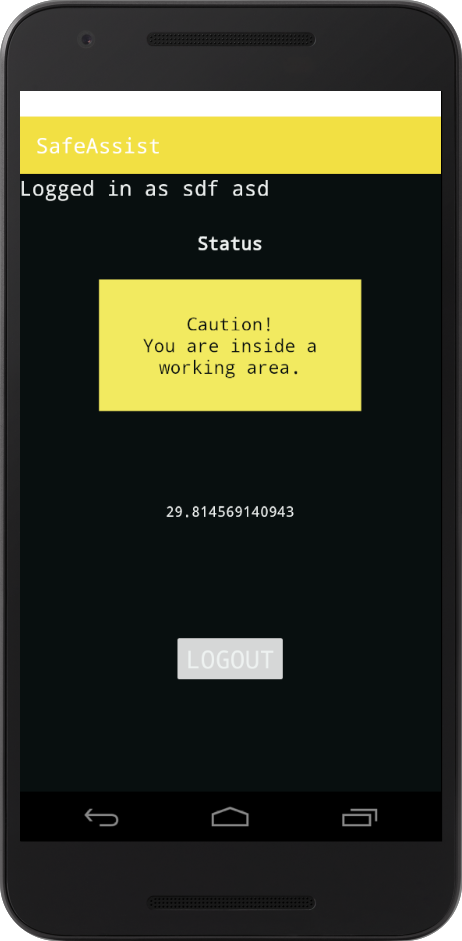 SafeAssist
Logged in as sdf asd
Status
Caution!
You are inside a
working area.
29.814569140943
LOGOUT